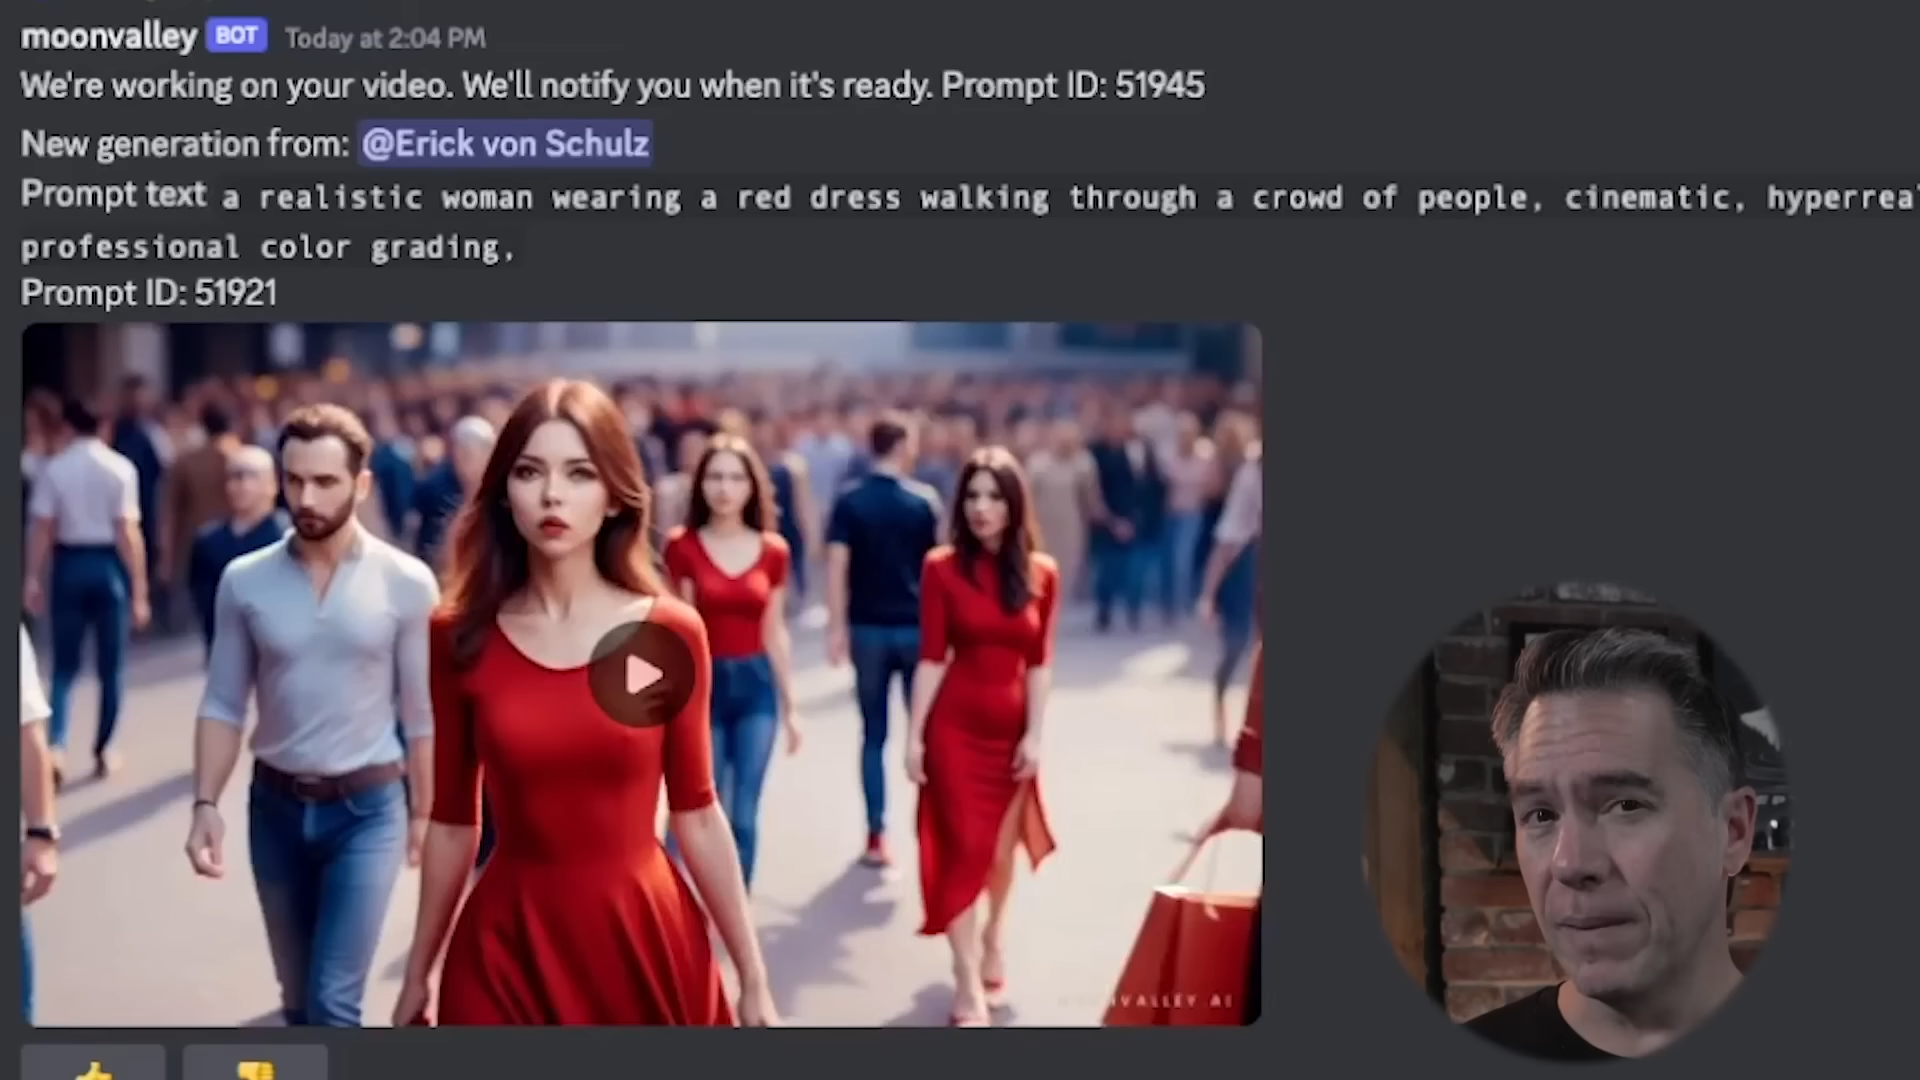 moonvalley BOT Today at 2:04 PM
We're working on your video. We'll notify you when it's ready. Prompt ID: 51945
New generation from: @Erick von Schulz
Prompt text a realistic woman wearing a red dress walking through a crowd of people, cinematic,
professional color grading,
Prompt ID: 51921
AI